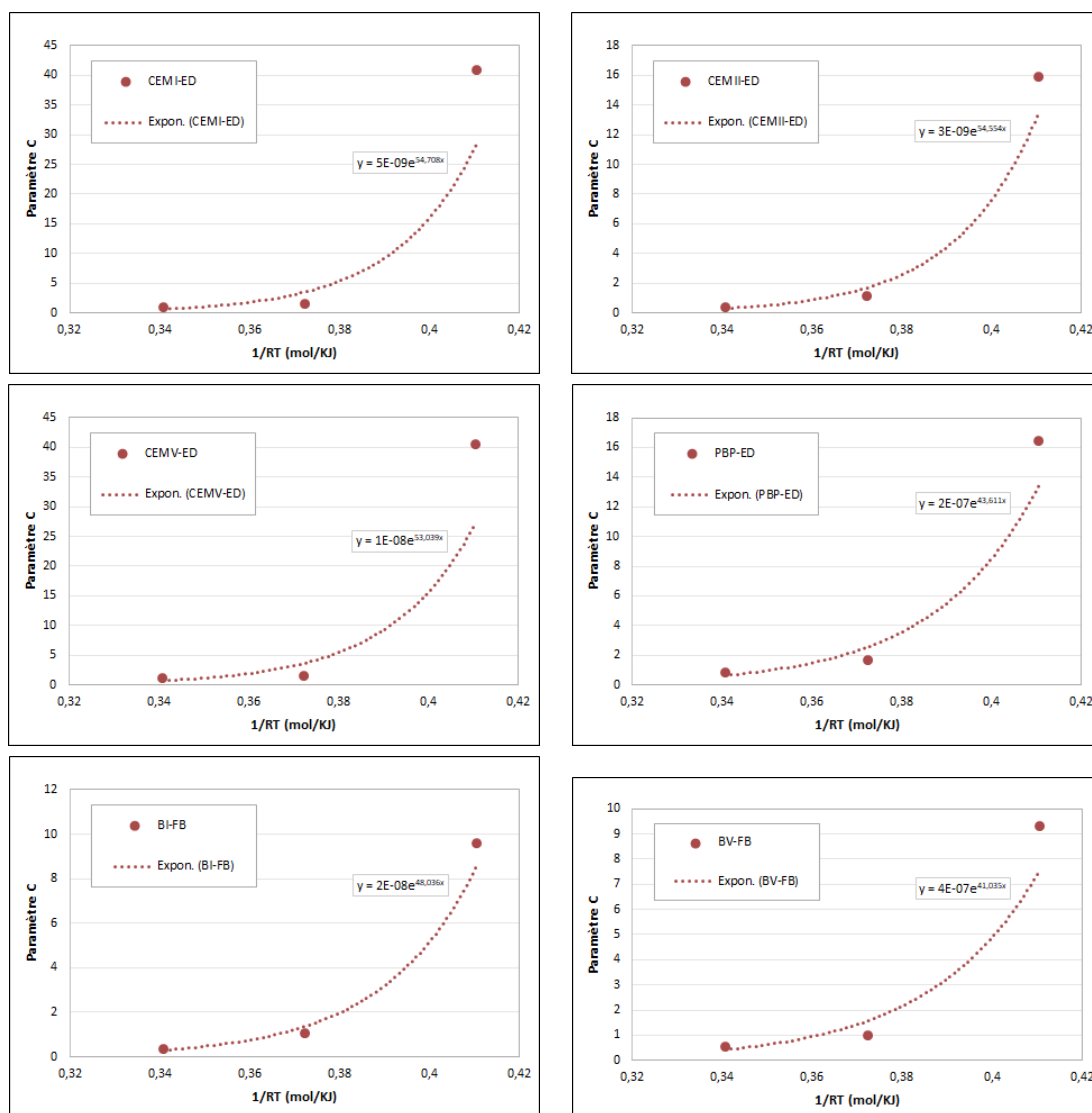 Paramètre C
45
40
35
30
25
20
15
10
5
0
CEMI-ED
Expon. (CEMI-ED)
y = 5E-09e^54,708x
0,32 0,34 0,36 0,38 0,4 0,42
1/RT (mol/KJ)
Paramètre C
18
16
14
12
10
8
6
4
2
0
CEMII-ED
Expon. (CEMII-ED)
y = 3E-09e^54,554x
0,32 0,34 0,36 0,38 0,4 0,42
1/RT (mol/KJ)
Paramètre C
45
40
35
30
25
20
15
10
5
0
CEMV-ED
Expon. (CEMV-ED)
y = 1E-08e^53,039x
0,32 0,34 0,36 0,38 0,4 0,42
1/RT (mol/KJ)
Paramètre C
18
16
14
12
10
8
6
4
2
0
PBP-ED
Expon. (PBP-ED)
y = 2E-07e^43,611x
0,32 0,34 0,36 0,38 0,4 0,42
1/RT (mol/KJ)
Paramètre C
12
10
8
6
4
2
0
BI-FB
Expon. (BI-FB)
y = 2E-08e^48,036x
0,32 0,34 0,36 0,38 0,4 0,42
1/RT (mol/KJ)
Paramètre C
10
9
8
7
6
5
4
3
2
1
0
BV-FB
Expon. (BV-FB)
y = 4E-07e^41,035x
0,32 0,34 0,36 0,38 0,4 0,42
1/RT (mol/KJ)